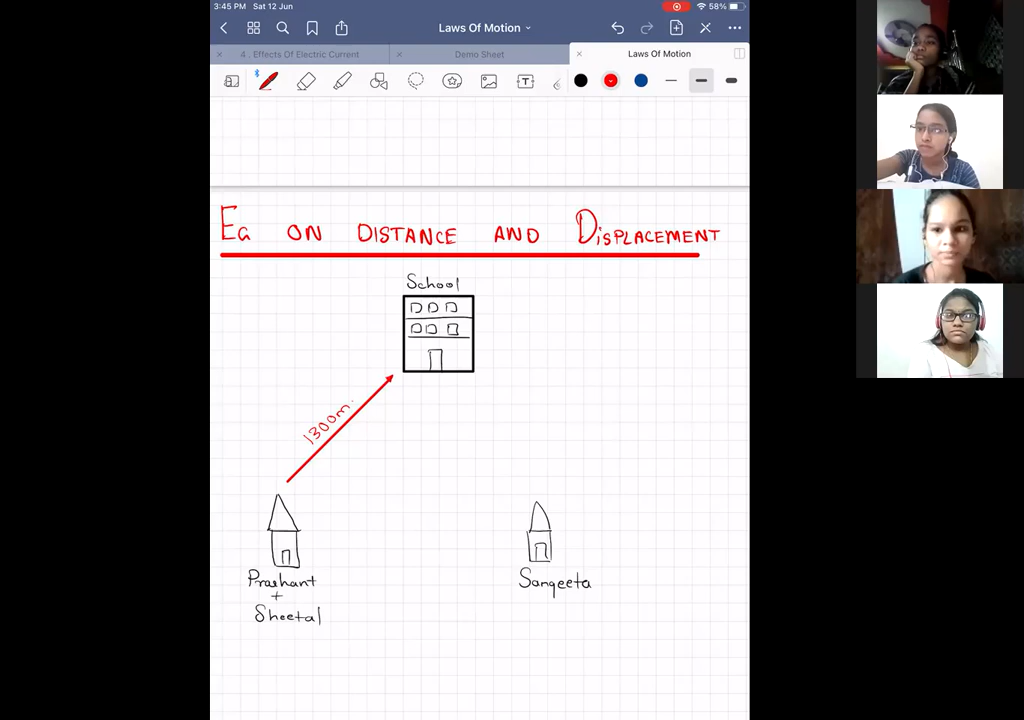 3:45 PM Sat 12 Jun
58%
Laws Of Motion
4 . Effects Of Electric Current
Demo Sheet
Laws Of Motion
T
Eg ON DISTANCE AND DISPLACEMENT
School
1300m.
Prashant
+
Sheetal
Sangeeta